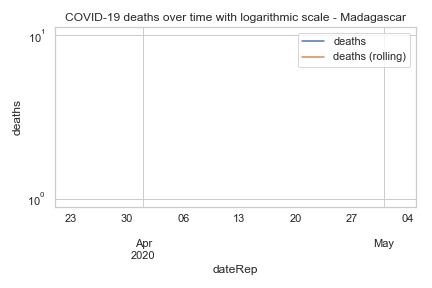 COVID-19 deaths over time with logarithmic scale - Madagascar
deaths
deaths (rolling)
10¹
deaths
10⁰
23 30 06 13 20 27 04
Apr May
2020
dateRep